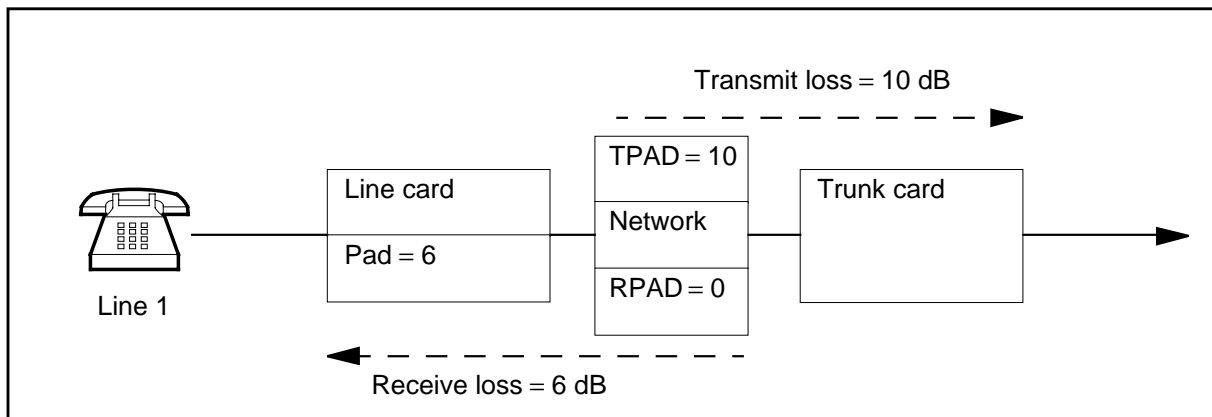 Transmit loss = 10 dB
TPAD = 10
Line card
Trunk card
Network
Pad = 6
RPAD = 0
Line 1
Receive loss = 6 dB